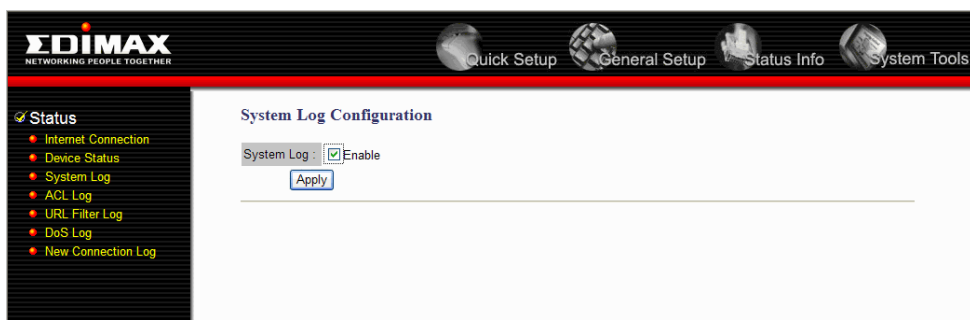 EDIMAX
NETWORKING PEOPLE TOGETHER
Quick Setup
General Setup
Status Info
System Tools
Status
Internet Connection
Device Status
System Log
ACL Log
URL Filter Log
DoS Log
New Connection Log
System Log Configuration
System Log : Enable
Apply